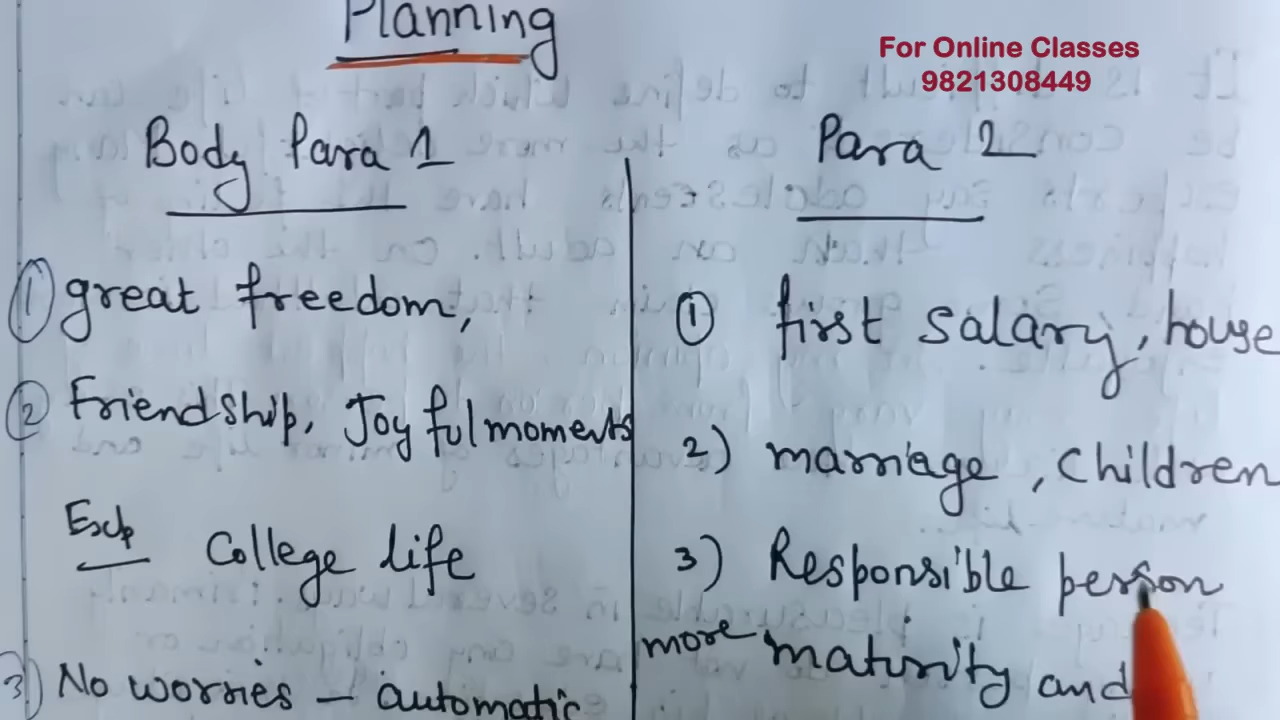 Planning
For Online Classes
9821308449
Body Para 1
① great freedom,
② Friendship, Joyful moments
Exp College life
3) No worries – automatic
Para 2
① first salary, house
2) marriage, children
3) Responsible person
more maturity and